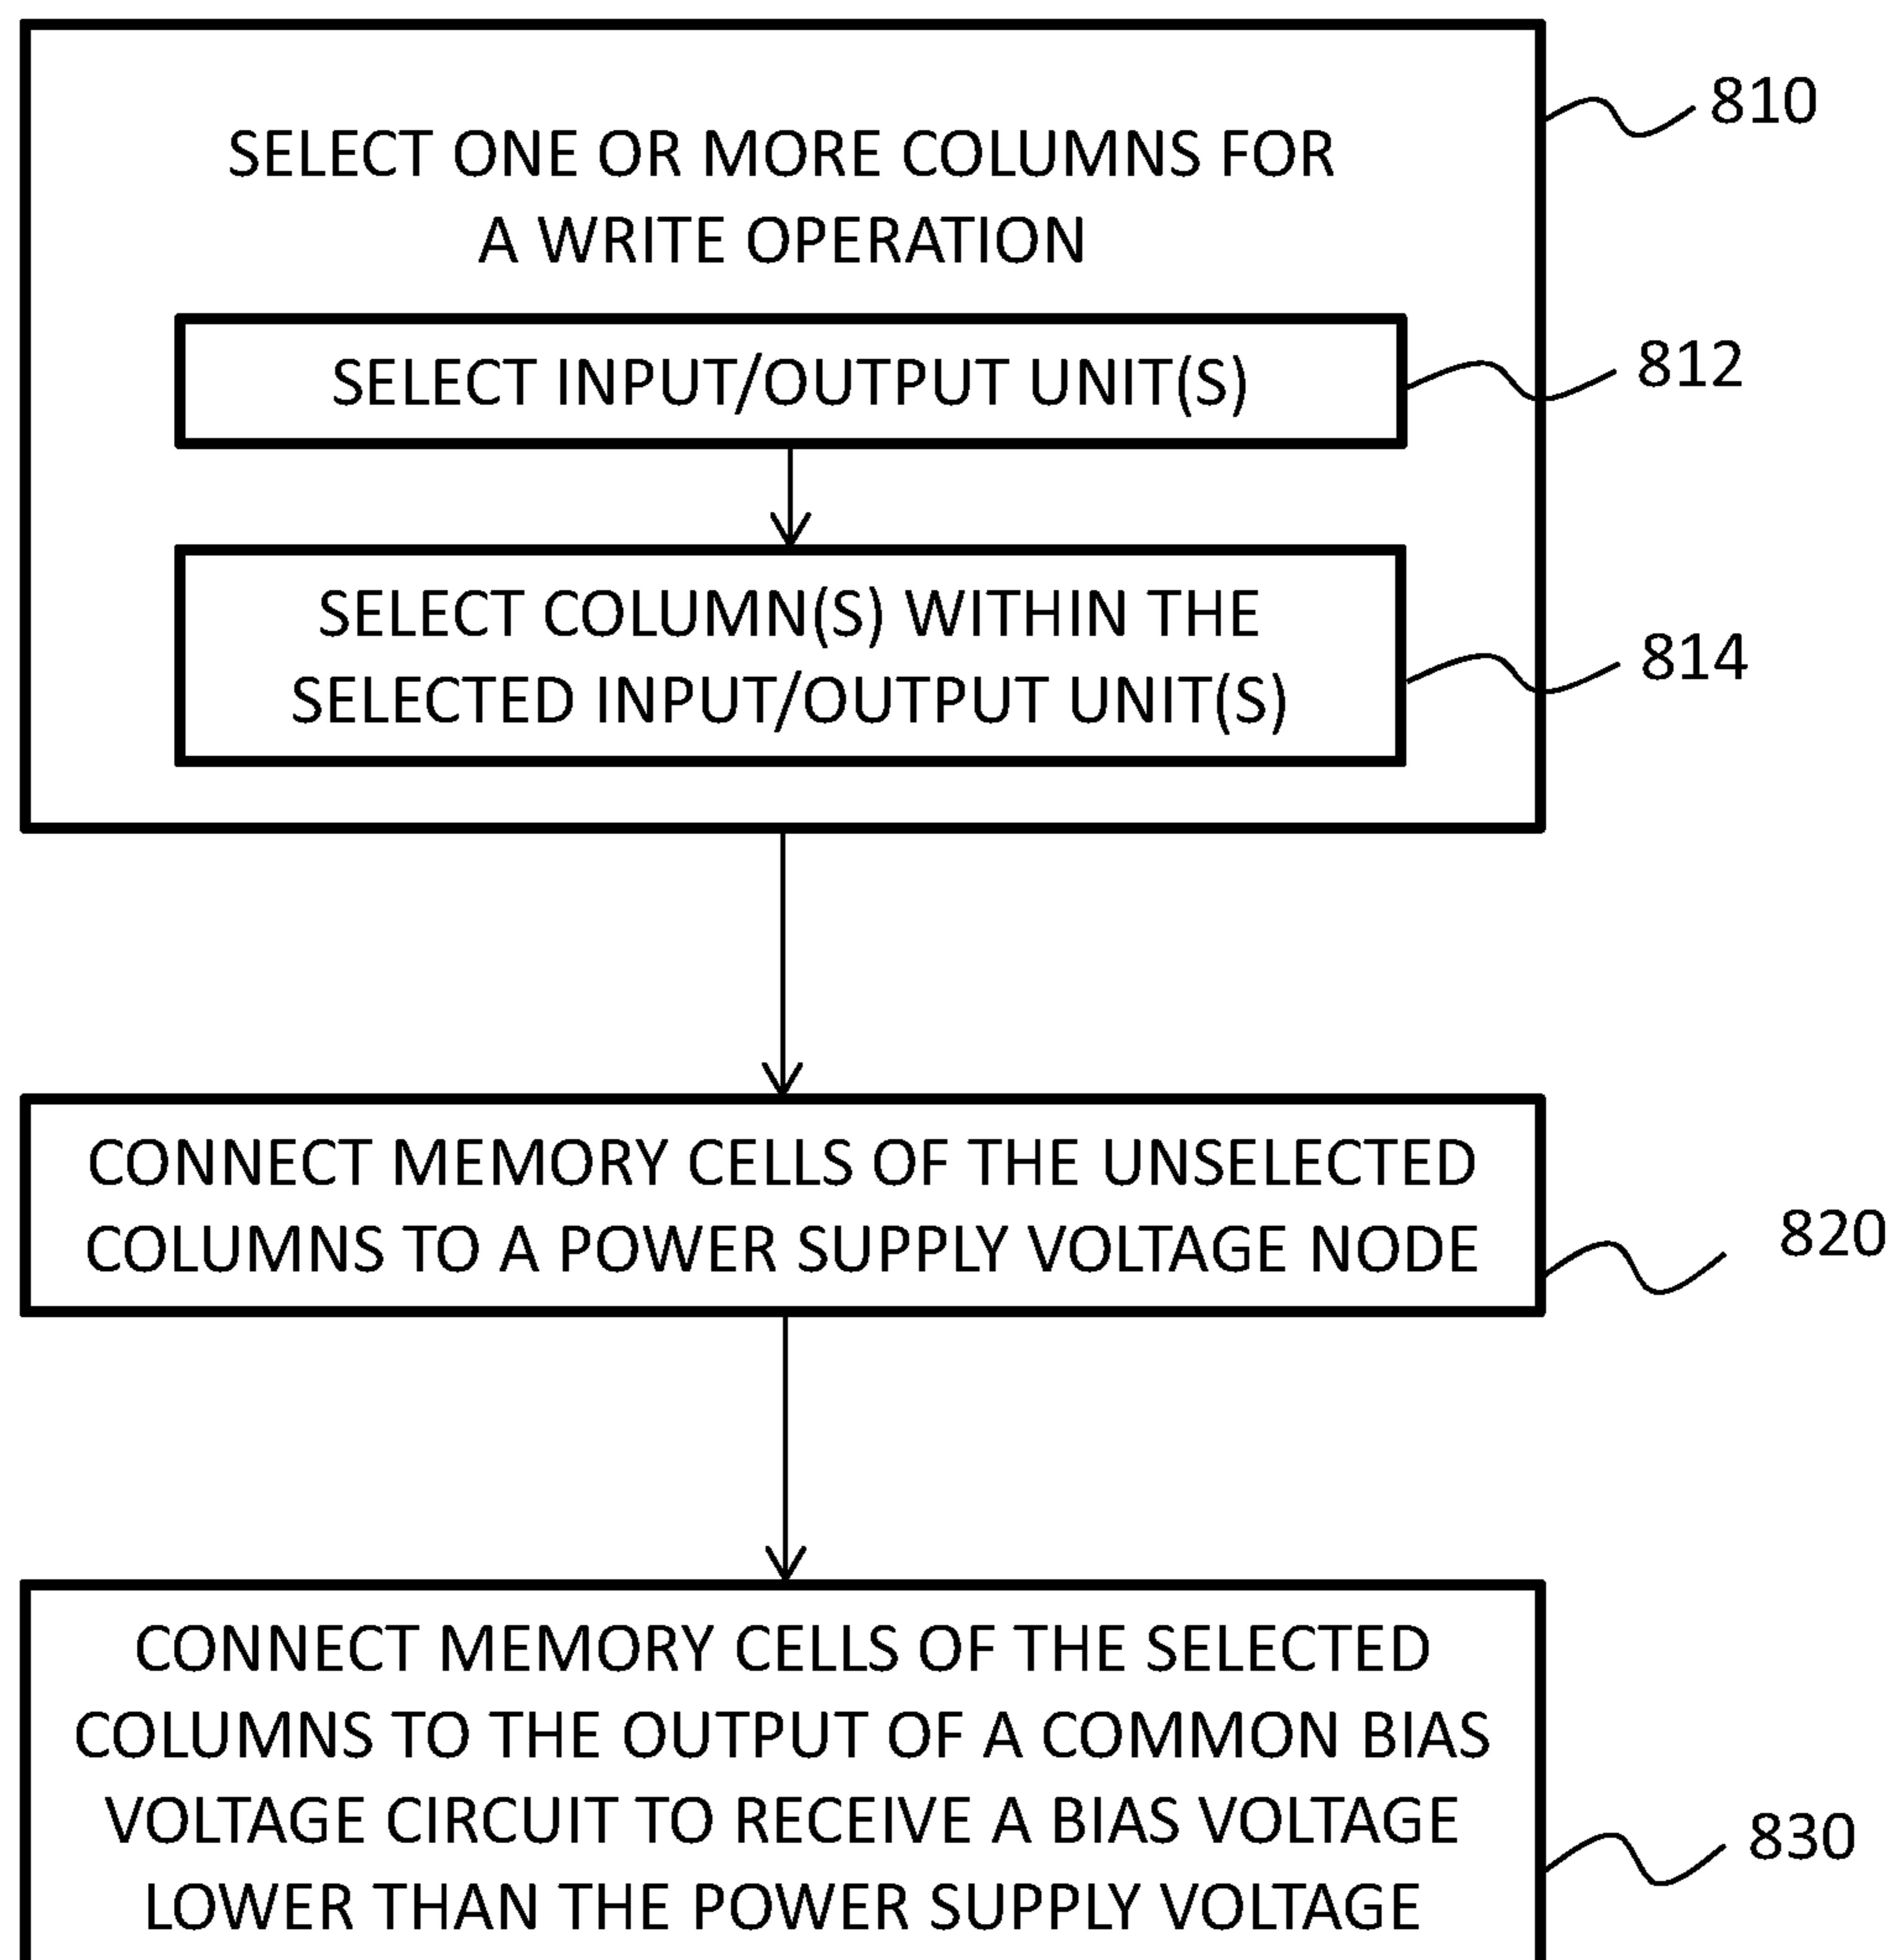 810
SELECT ONE OR MORE COLUMNS FOR
A WRITE OPERATION
SELECT INPUT/OUTPUT UNIT(S)
812
SELECT COLUMN(S) WITHIN THE
SELECTED INPUT/OUTPUT UNIT(S)
814
CONNECT MEMORY CELLS OF THE UNSELECTED
COLUMNS TO A POWER SUPPLY VOLTAGE NODE
820
CONNECT MEMORY CELLS OF THE SELECTED
COLUMNS TO THE OUTPUT OF A COMMON BIAS
VOLTAGE CIRCUIT TO RECEIVE A BIAS VOLTAGE
LOWER THAN THE POWER SUPPLY VOLTAGE
830